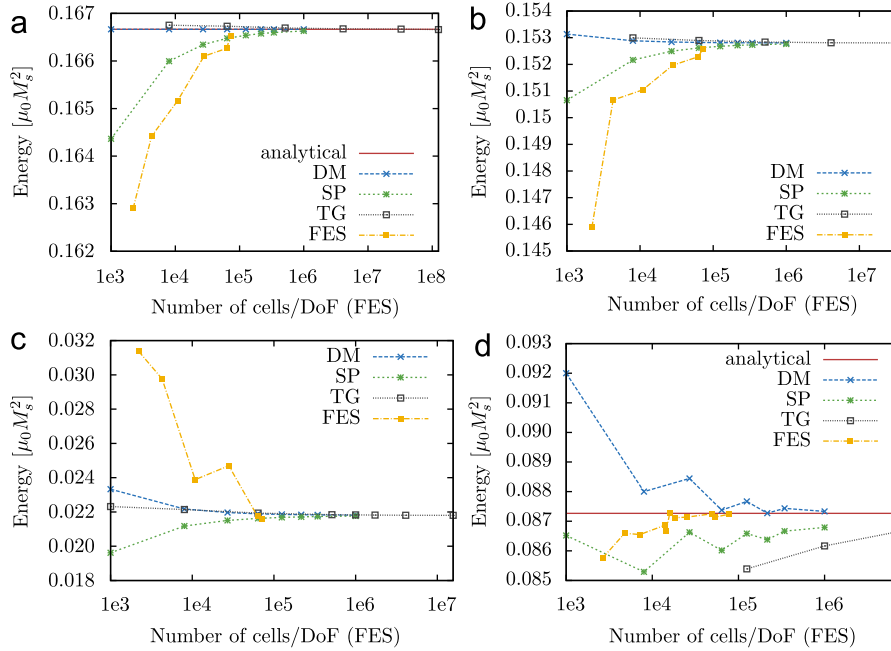 a
Energy [μ₀M²ₛ]
0.167
0.166
0.165
0.164
0.163
0.162
1e3 1e4 1e5 1e6 1e7 1e8
Number of cells/DoF (FES)
analytical
DM
SP
TG
FES
b
Energy [μ₀M²ₛ]
0.154
0.153
0.152
0.151
0.15
0.149
0.148
0.147
0.146
0.145
1e3 1e4 1e5 1e6 1e7
Number of cells/DoF (FES)
DM
SP
TG
FES
c
Energy [μ₀M²ₛ]
0.032
0.030
0.028
0.026
0.024
0.022
0.020
0.018
1e3 1e4 1e5 1e6 1e7
Number of cells/DoF (FES)
DM
SP
TG
FES
d
Energy [μ₀M²ₛ]
0.093
0.092
0.091
0.090
0.089
0.088
0.087
0.086
0.085
1e3 1e4 1e5 1e6
Number of cells/DoF (FES)
analytical
DM
SP
TG
FES